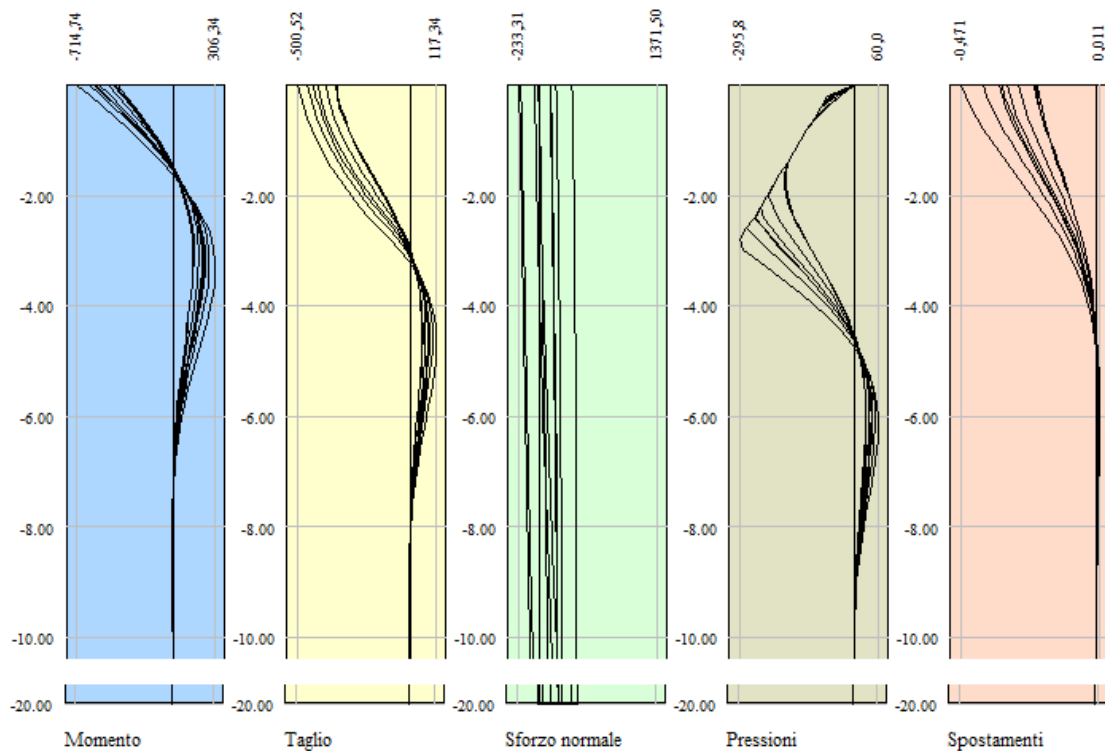 -714,74 306,34 -500,52 117,34 -233,31 1371,50 -295,8 60,0 -0,471 0,011
-2.00 -2.00 -2.00 -2.00 -2.00
-4.00 -4.00 -4.00 -4.00 -4.00
-6.00 -6.00 -6.00 -6.00 -6.00
-8.00 -8.00 -8.00 -8.00 -8.00
-10.00 -10.00 -10.00 -10.00 -10.00
-20.00 -20.00 -20.00 -20.00 -20.00
Momento Taglio Sforzo normale Pressioni Spostamenti